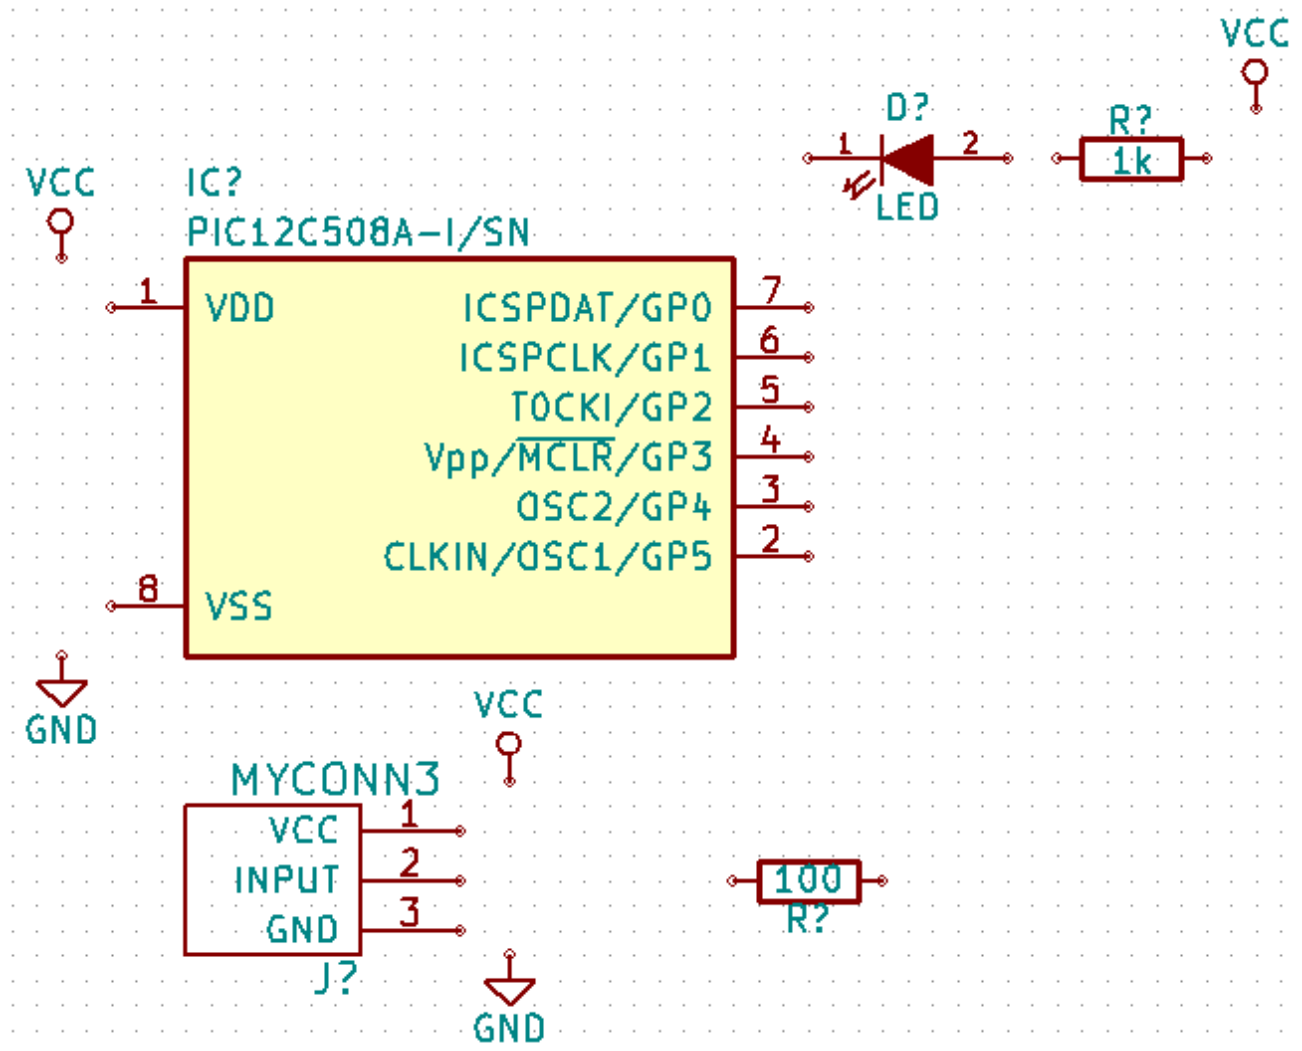 VCC
D?
R?
1 2
1k
LED
VCC
IC?
PIC12C508A-I/SN
1 VDD ICSPDAT/GP0 7
ICSPCLK/GP1 6
T0CKI/GP2 5
Vpp/MCLR/GP3 4
OSC2/GP4 3
CLKIN/OSC1/GP5 2
8 VSS
GND
VCC
MYCONN3
VCC 1
INPUT 2
GND 3
J?
GND
100
R?